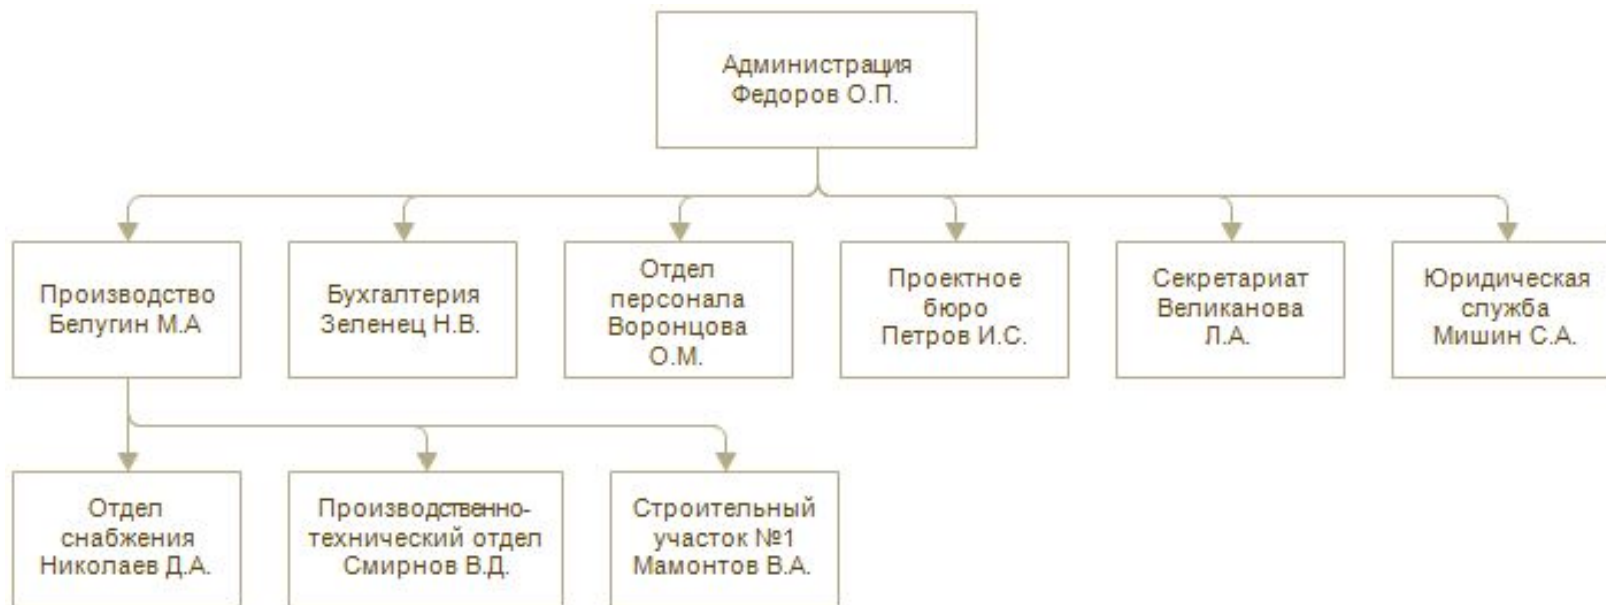 Администрация
Федоров О.П.
Производство
Белугин М.А
Бухгалтерия
Зеленец Н.В.
Отдел
персонала
Воронцова
О.М.
Проектное
бюро
Петров И.С.
Секретариат
Великанова
Л.А.
Юридическая
служба
Мишин С.А.
Отдел
снабжения
Николаев Д.А.
Производственно-
технический отдел
Смирнов В.Д.
Строительный
участок №1
Мамонтов В.А.